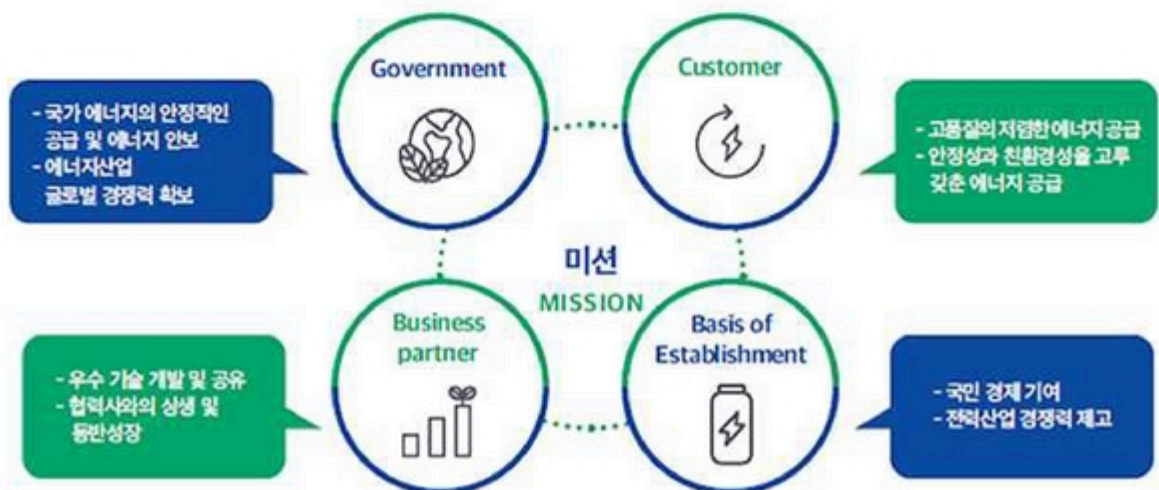 Government
- 국가 에너지의 안정적인
공급 및 에너지 안보
- 에너지산업
글로벌 경쟁력 확보
Customer
- 고품질의 저렴한 에너지 공급
- 안정성과 친환경성을 고루
갖춘 에너지 공급
미션
MISSION
Business
partner
- 우수 기술 개발 및 공유
- 협력사와의 상생 및
동반성장
Basis of
Establishment
- 국민 경제 기여
- 전력산업 경쟁력 제고